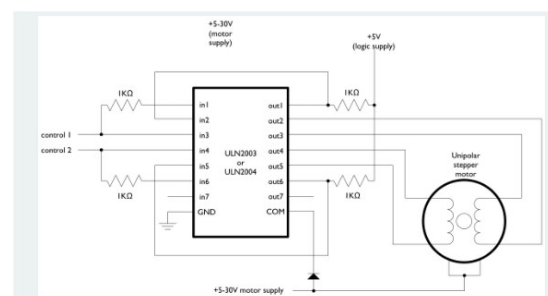 +5-30V
(motor
supply)
+5V
(logic supply)
1KΩ
1KΩ
in1
out1
in2
out2
control 1
in3
out3
control 2
in4
out4
ULN2003
or
ULN2004
in5
out5
in6
out6
in7
out7
1KΩ
1KΩ
GND
COM
Unipolar
stepper
motor
+5-30V motor supply